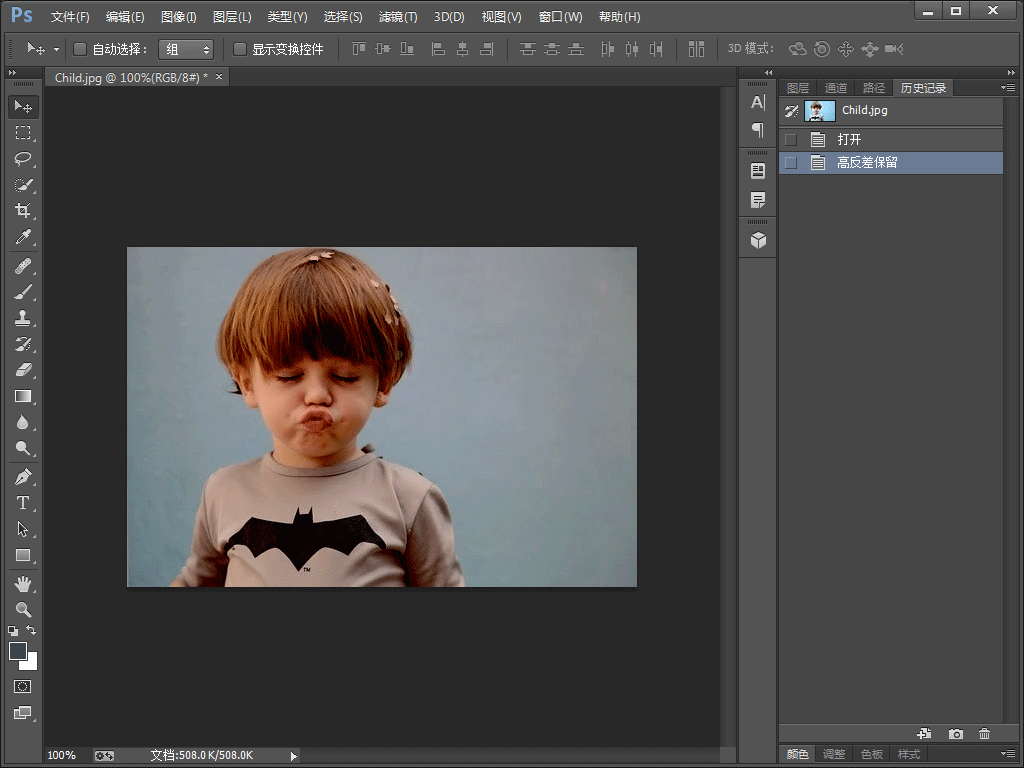 Ps 文件(F) 编辑(E) 图像(I) 图层(L) 类型(Y) 选择(S) 滤镜(T) 3D(D) 视图(V) 窗口(W) 帮助(H)
自动选择： 组 显示变换控件 3D 模式：
Child.jpg @ 100%(RGB/8#) * ×
图层 通道 路径 历史记录
Child.jpg
打开
高反差保留
TM
100% 文档:508.0K/508.0K
颜色 调整 色板 样式